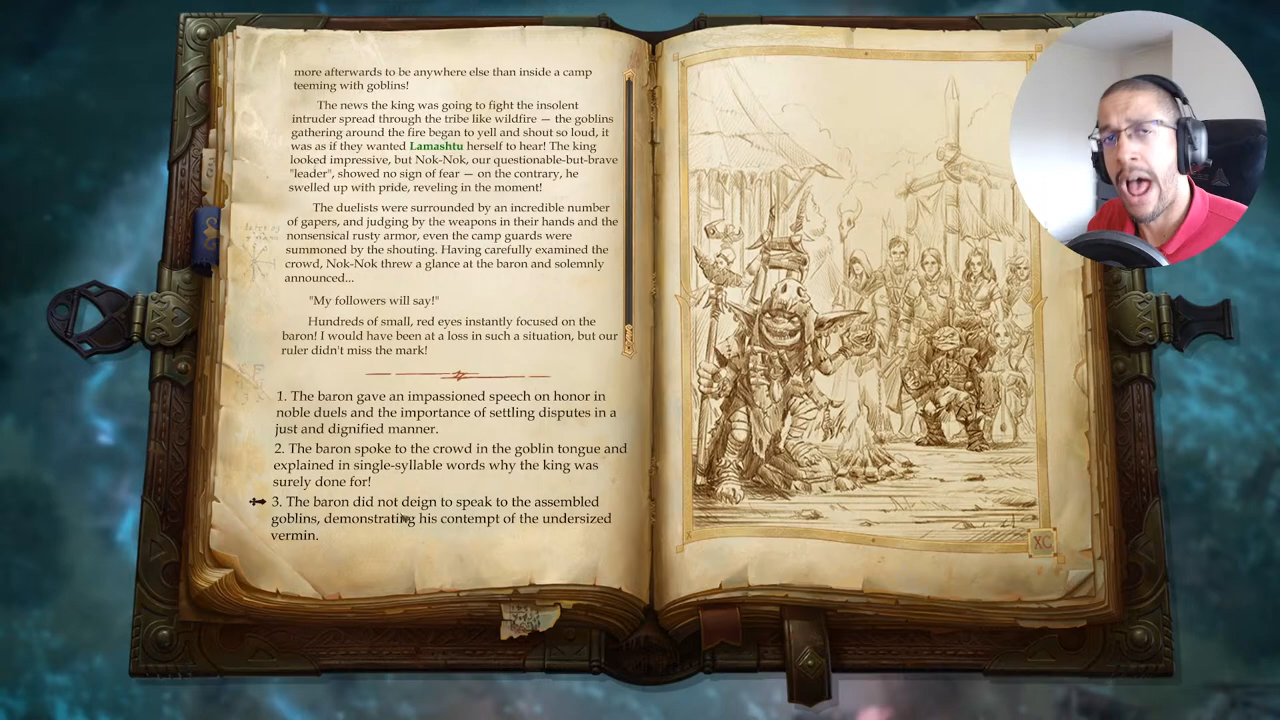 more afterwards to be anywhere else than inside a camp
teeming with goblins!
The news the king was going to fight the insolent
intruder spread through the tribe like wildfire — the goblins
gathering around the fire began to yell and shout so loud, it
was as if they wanted Lamashtu herself to hear! The king
looked impressive, but Nok-Nok, our questionable-but-brave
"leader", showed no sign of fear — on the contrary, he
swelled up with pride, reveling in the moment!
The duelists were surrounded by an incredible number
of gapers, and judging by the weapons in their hands and the
nonsensical rusty armor, even the camp guards were
summoned by the shouting. Having carefully examined the
crowd, Nok-Nok threw a glance at the baron and solemnly
announced...
"My followers will say!"
Hundreds of small, red eyes instantly focused on the
baron! I would have been at a loss in such a situation, but our
ruler didn't miss the mark!
1. The baron gave an impassioned speech on honor in
noble duels and the importance of settling disputes in a
just and dignified manner.
2. The baron spoke to the crowd in the goblin tongue and
explained in single-syllable words why the king was
surely done for!
3. The baron did not deign to speak to the assembled
goblins, demonstrating his contempt of the undersized
vermin.
XC